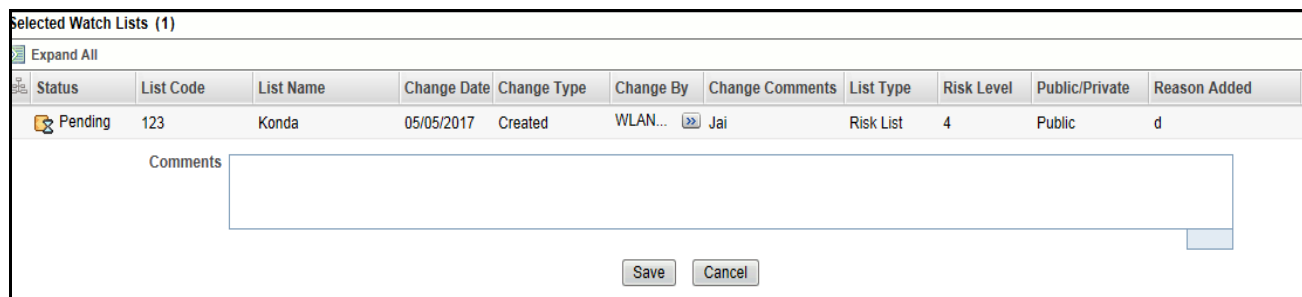 Selected Watch Lists (1)
Expand All
Status List Code List Name Change Date Change Type Change By Change Comments List Type Risk Level Public/Private Reason Added
Pending 123 Konda 05/05/2017 Created WLAN... Jai Risk List 4 Public d
Comments
Save Cancel